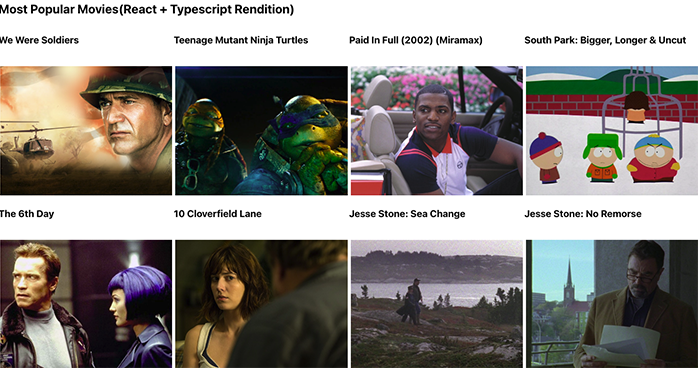 Most Popular Movies(React + Typescript Rendition)
We Were Soldiers
Teenage Mutant Ninja Turtles
Paid In Full (2002) (Miramax)
South Park: Bigger, Longer & Uncut
The 6th Day
10 Cloverfield Lane
Jesse Stone: Sea Change
Jesse Stone: No Remorse